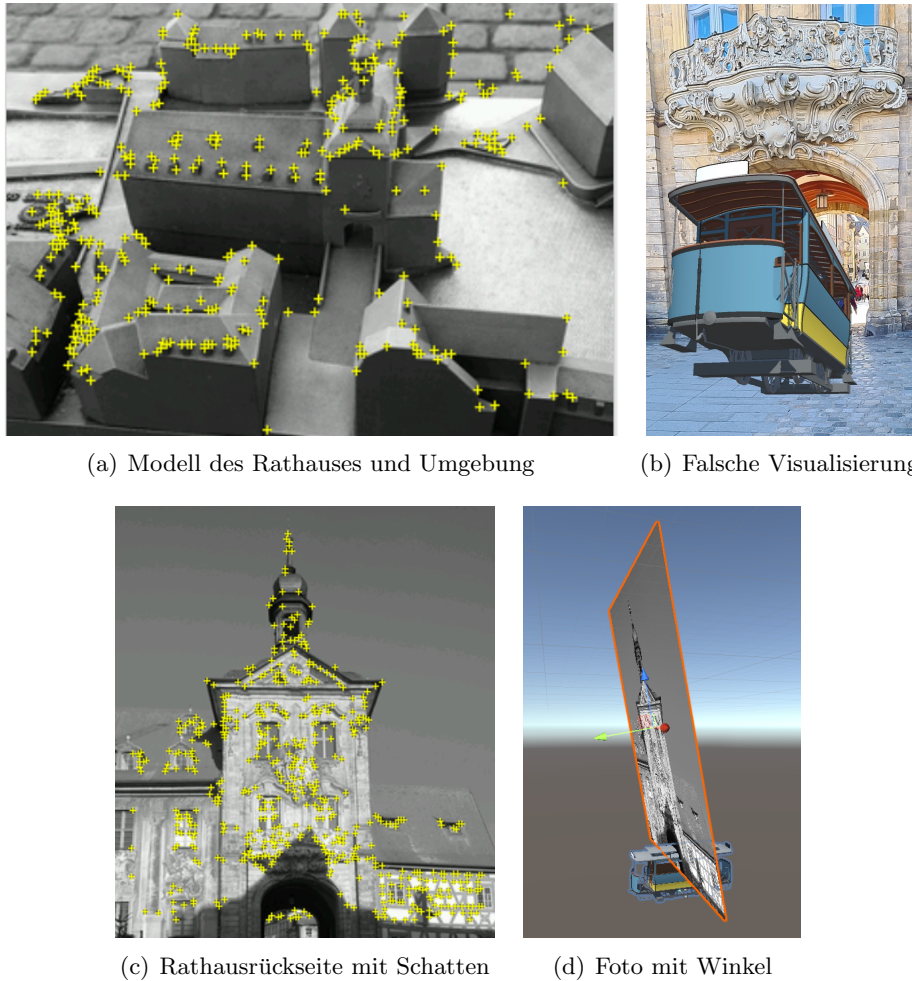 (a) Modell des Rathauses und Umgebung
(b) Falsche Visualisierung
(c) Rathausrückseite mit Schatten
(d) Foto mit Winkel